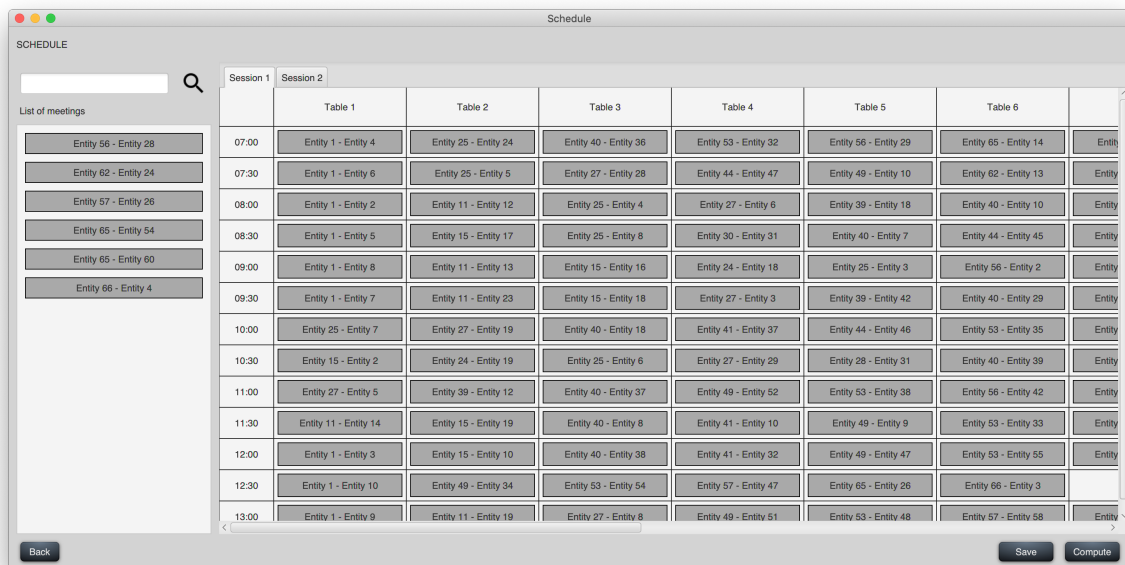 Schedule
SCHEDULE
List of meetings
Entity 56 - Entity 28
Entity 62 - Entity 24
Entity 57 - Entity 26
Entity 65 - Entity 54
Entity 65 - Entity 60
Entity 66 - Entity 4
Session 1 Session 2
Table 1 Table 2 Table 3 Table 4 Table 5 Table 6
07:00 Entity 1 - Entity 4 Entity 25 - Entity 24 Entity 40 - Entity 36 Entity 53 - Entity 32 Entity 56 - Entity 29 Entity 65 - Entity 14 Entity
07:30 Entity 1 - Entity 6 Entity 25 - Entity 5 Entity 27 - Entity 28 Entity 44 - Entity 47 Entity 49 - Entity 10 Entity 62 - Entity 13 Entity
08:00 Entity 1 - Entity 2 Entity 11 - Entity 12 Entity 25 - Entity 4 Entity 27 - Entity 6 Entity 39 - Entity 18 Entity 40 - Entity 10 Entity
08:30 Entity 1 - Entity 5 Entity 15 - Entity 17 Entity 25 - Entity 8 Entity 30 - Entity 31 Entity 40 - Entity 7 Entity 44 - Entity 45 Entity
09:00 Entity 1 - Entity 8 Entity 11 - Entity 13 Entity 15 - Entity 16 Entity 24 - Entity 18 Entity 25 - Entity 3 Entity 56 - Entity 2 Entity
09:30 Entity 1 - Entity 7 Entity 11 - Entity 23 Entity 15 - Entity 18 Entity 27 - Entity 3 Entity 39 - Entity 42 Entity 40 - Entity 29 Entity
10:00 Entity 25 - Entity 7 Entity 27 - Entity 19 Entity 40 - Entity 18 Entity 41 - Entity 37 Entity 44 - Entity 46 Entity 53 - Entity 35 Entity
10:30 Entity 15 - Entity 2 Entity 24 - Entity 19 Entity 25 - Entity 6 Entity 27 - Entity 29 Entity 28 - Entity 31 Entity 40 - Entity 39 Entity
11:00 Entity 27 - Entity 5 Entity 39 - Entity 12 Entity 40 - Entity 37 Entity 49 - Entity 52 Entity 53 - Entity 38 Entity 56 - Entity 42 Entity
11:30 Entity 11 - Entity 14 Entity 15 - Entity 19 Entity 40 - Entity 8 Entity 41 - Entity 10 Entity 49 - Entity 9 Entity 53 - Entity 33 Entity
12:00 Entity 1 - Entity 3 Entity 15 - Entity 10 Entity 40 - Entity 38 Entity 41 - Entity 32 Entity 49 - Entity 47 Entity 53 - Entity 55 Entity
12:30 Entity 1 - Entity 10 Entity 49 - Entity 34 Entity 53 - Entity 54 Entity 57 - Entity 47 Entity 65 - Entity 26 Entity 66 - Entity 3
13:00 Entity 1 - Entity 9 Entity 11 - Entity 19 Entity 27 - Entity 8 Entity 49 - Entity 51 Entity 53 - Entity 48 Entity 57 - Entity 58 Entity
Back Save Compute